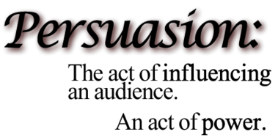 Persuasion:
The act of influencing
an audience.
An act of power.